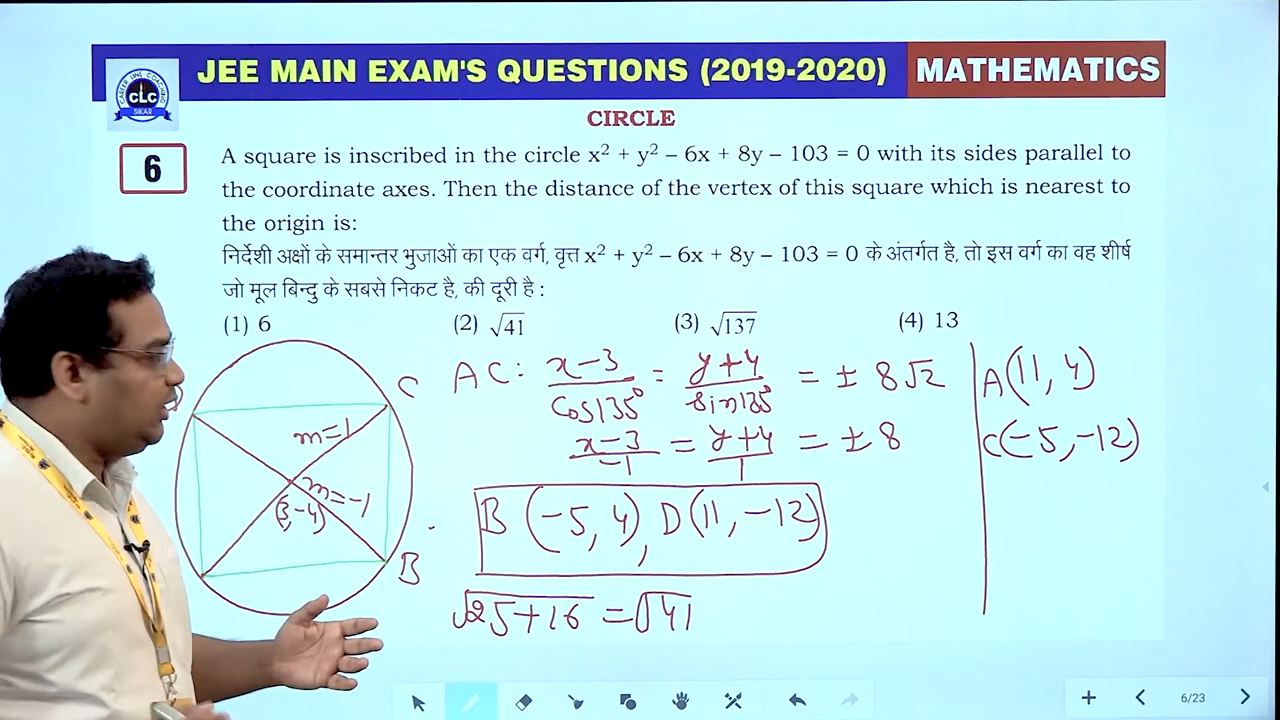 JEE MAIN EXAM'S QUESTIONS (2019-2020) MATHEMATICS
CAREER LINE COACHING
CLC
SIKAR
CIRCLE
6
A square is inscribed in the circle x² + y² – 6x + 8y – 103 = 0 with its sides parallel to
the coordinate axes. Then the distance of the vertex of this square which is nearest to
the origin is:
निर्देशी अक्षों के समान्तर भुजाओं का एक वर्ग, वृत्त x² + y² – 6x + 8y – 103 = 0 के अंतर्गत है, तो इस वर्ग का वह शीर्ष
जो मूल बिन्दु के सबसे निकट है, की दूरी है :
(1) 6 (2) √41 (3) √137 (4) 13
C
m=1
m=-1
(3,-4)
B
AC: x-3/cos135° = y+4/sin135° = ± 8√2
x-3/-1 = y+4/1 = ± 8
B (-5, 4), D(11, -12)
√25+16 = √41
A(11, 4)
C(-5, -12)
6/23